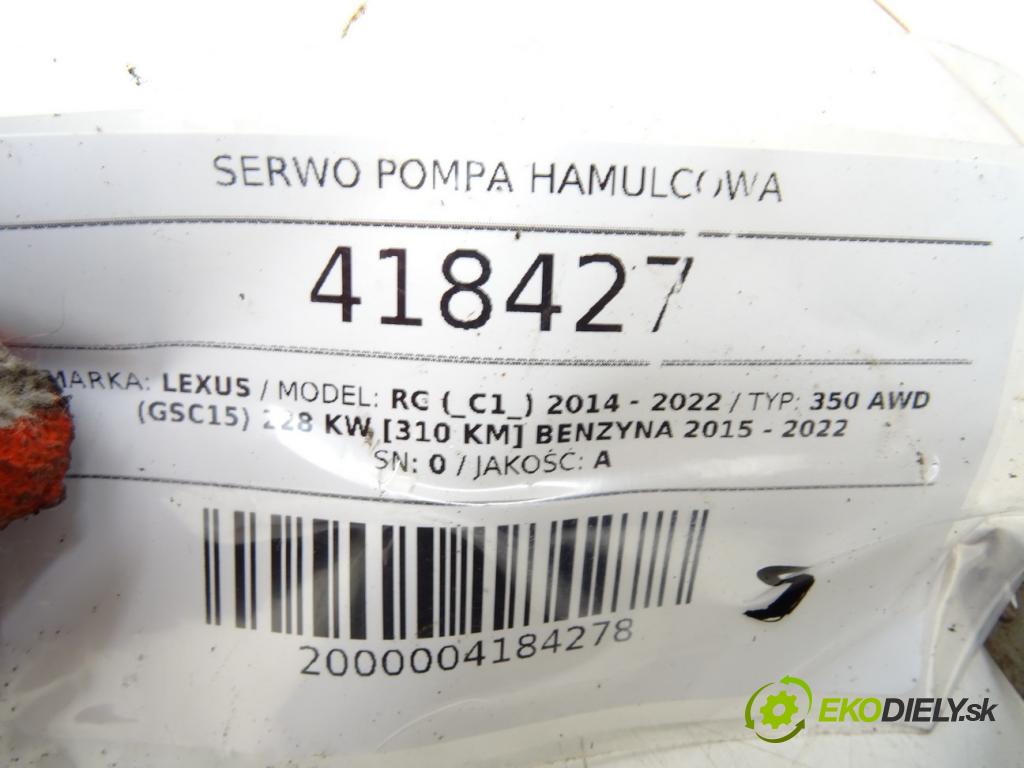 SERWO POMPA HAMULCOWA
418427
MARKA: LEXUS / MODEL: RC (_C1_) 2014 - 2022 / TYP: 350 AWD
(GSC15) 228 KW [310 KM] BENZYNA 2015 - 2022
SN: 0 / JAKOŚĆ: A
2000004184278
EKODIELY.sk